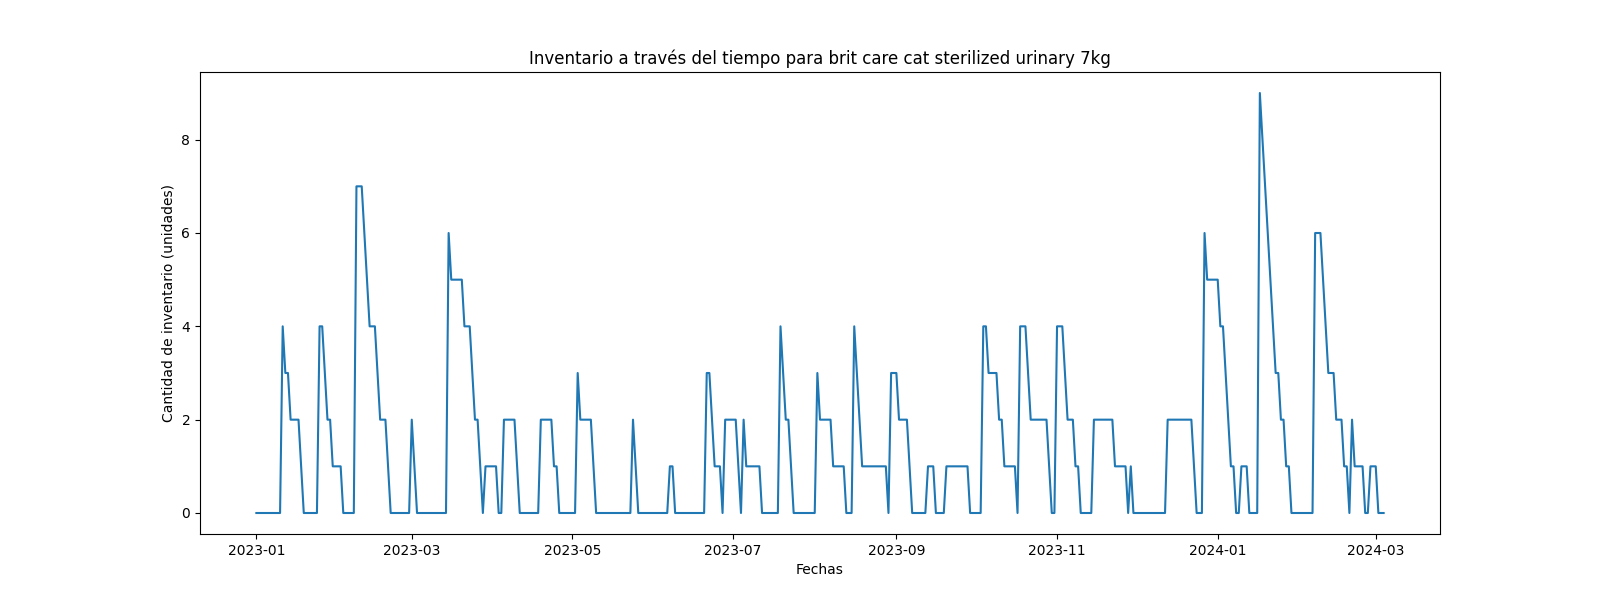 Inventario a través del tiempo para brit care cat sterilized urinary 7kg
Cantidad de inventario (unidades)
8
6
4
2
0
2023-01 2023-03 2023-05 2023-07 2023-09 2023-11 2024-01 2024-03
Fechas